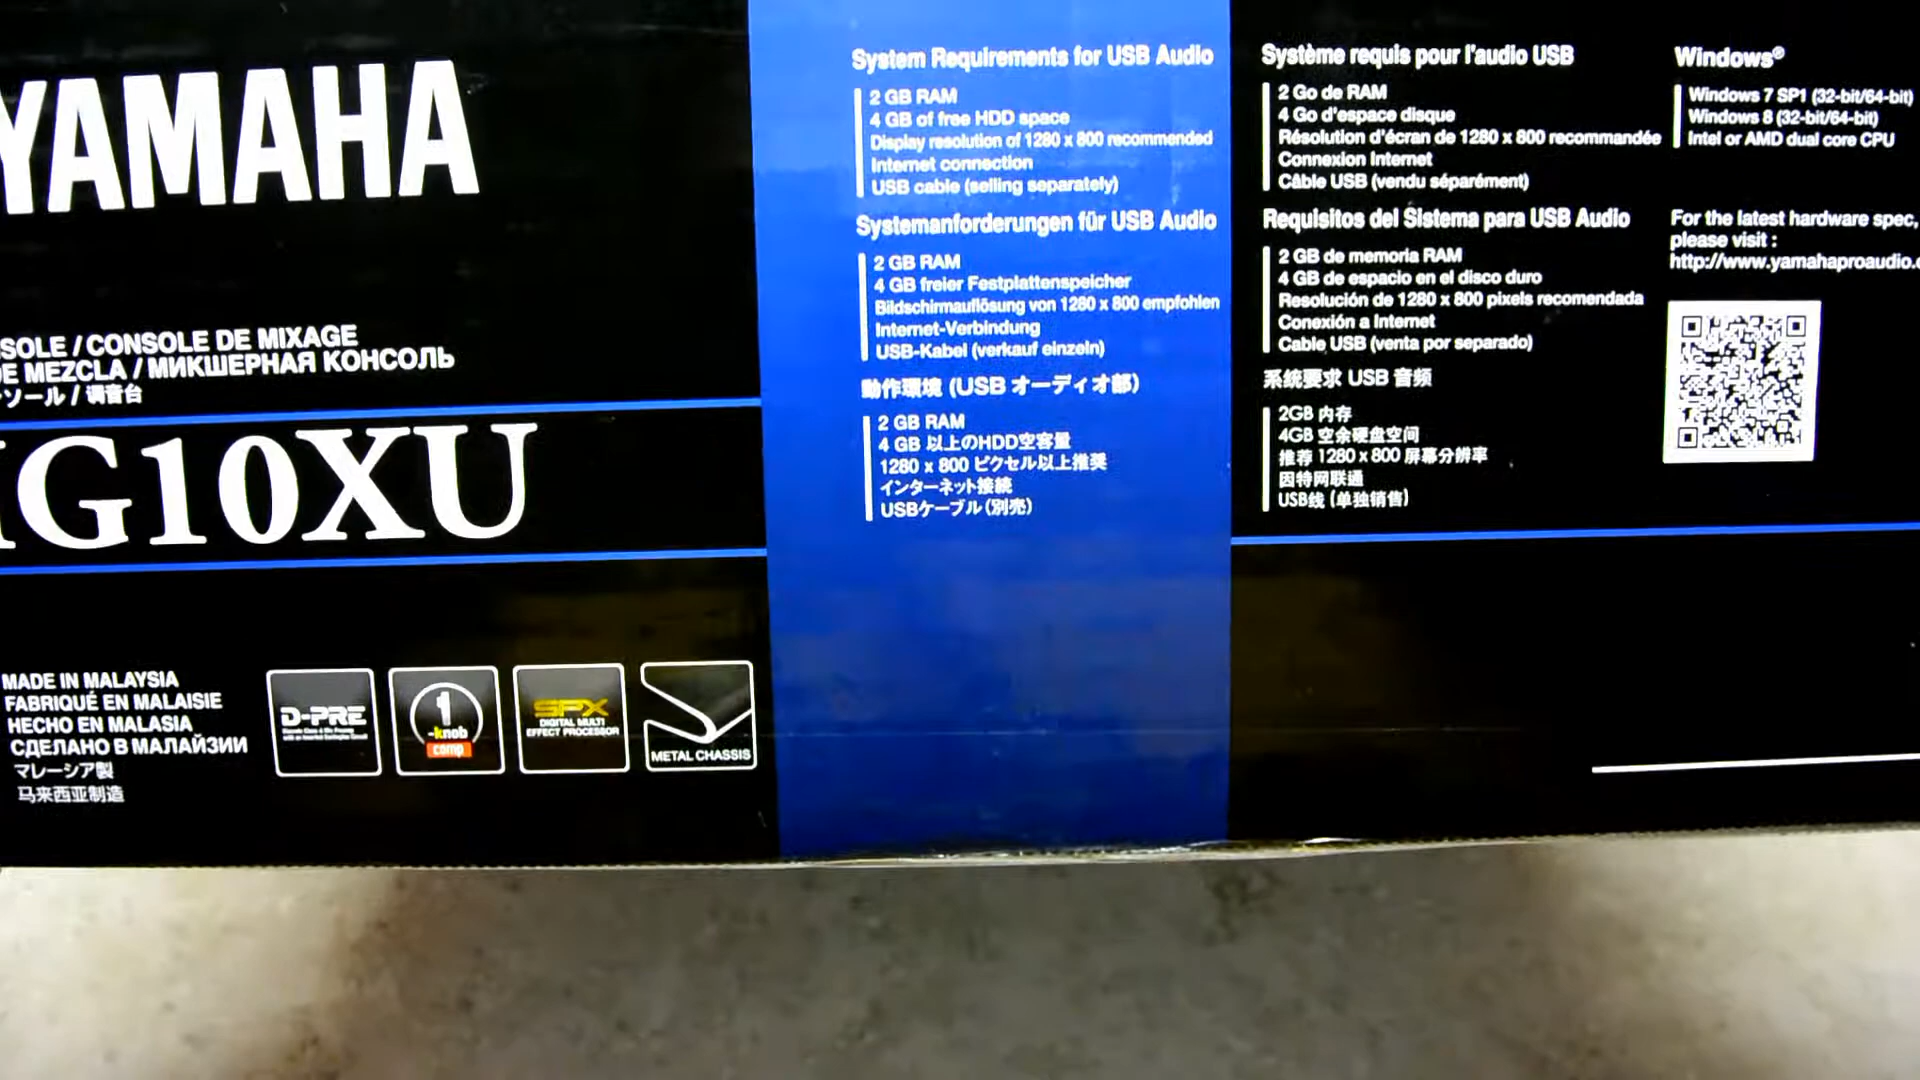 YAMAHA
SOLE / CONSOLE DE MIXAGE
DE MEZCLA / МИКШЕРНАЯ КОНСОЛЬ
ソール / 调音台
G10XU
MADE IN MALAYSIA
FABRIQUÉ EN MALAISIE
HECHO EN MALASIA
СДЕЛАНО В МАЛАЙЗИИ
マレーシア製
马来西亚制造
D-PRE
1
-knob
comp
SPX
DIGITAL MULTI
EFFECT PROCESSOR
METAL CHASSIS
System Requirements for USB Audio
2 GB RAM
4 GB of free HDD space
Display resolution of 1280 x 800 recommended
Internet connection
USB cable (selling separately)
Systemanforderungen für USB Audio
2 GB RAM
4 GB freier Festplattenspeicher
Bildschirmauflösung von 1280 x 800 empfohlen
Internet-Verbindung
USB-Kabel (verkauf einzeln)
動作環境 (USB オーディオ部)
2 GB RAM
4 GB 以上のHDD空容量
1280 x 800 ピクセル以上推奨
インターネット接続
USBケーブル (別売)
Système requis pour l'audio USB
2 Go de RAM
4 Go d'espace disque
Résolution d'écran de 1280 x 800 recommandée
Connexion Internet
Câble USB (vendu séparément)
Requisitos del Sistema para USB Audio
2 GB de memoria RAM
4 GB de espacio en el disco duro
Resolución de 1280 x 800 pixels recomendada
Conexión a Internet
Cable USB (venta por separado)
系统要求 USB 音频
2GB 内存
4GB 空余硬盘空间
推荐 1280 x 800 屏幕分辨率
因特网联通
USB线 (单独销售)
Windows®
Windows 7 SP1 (32-bit/64-bit)
Windows 8 (32-bit/64-bit)
Intel or AMD dual core CPU
For the latest hardware spec,
please visit :
http://www.yamahaproaudio.c